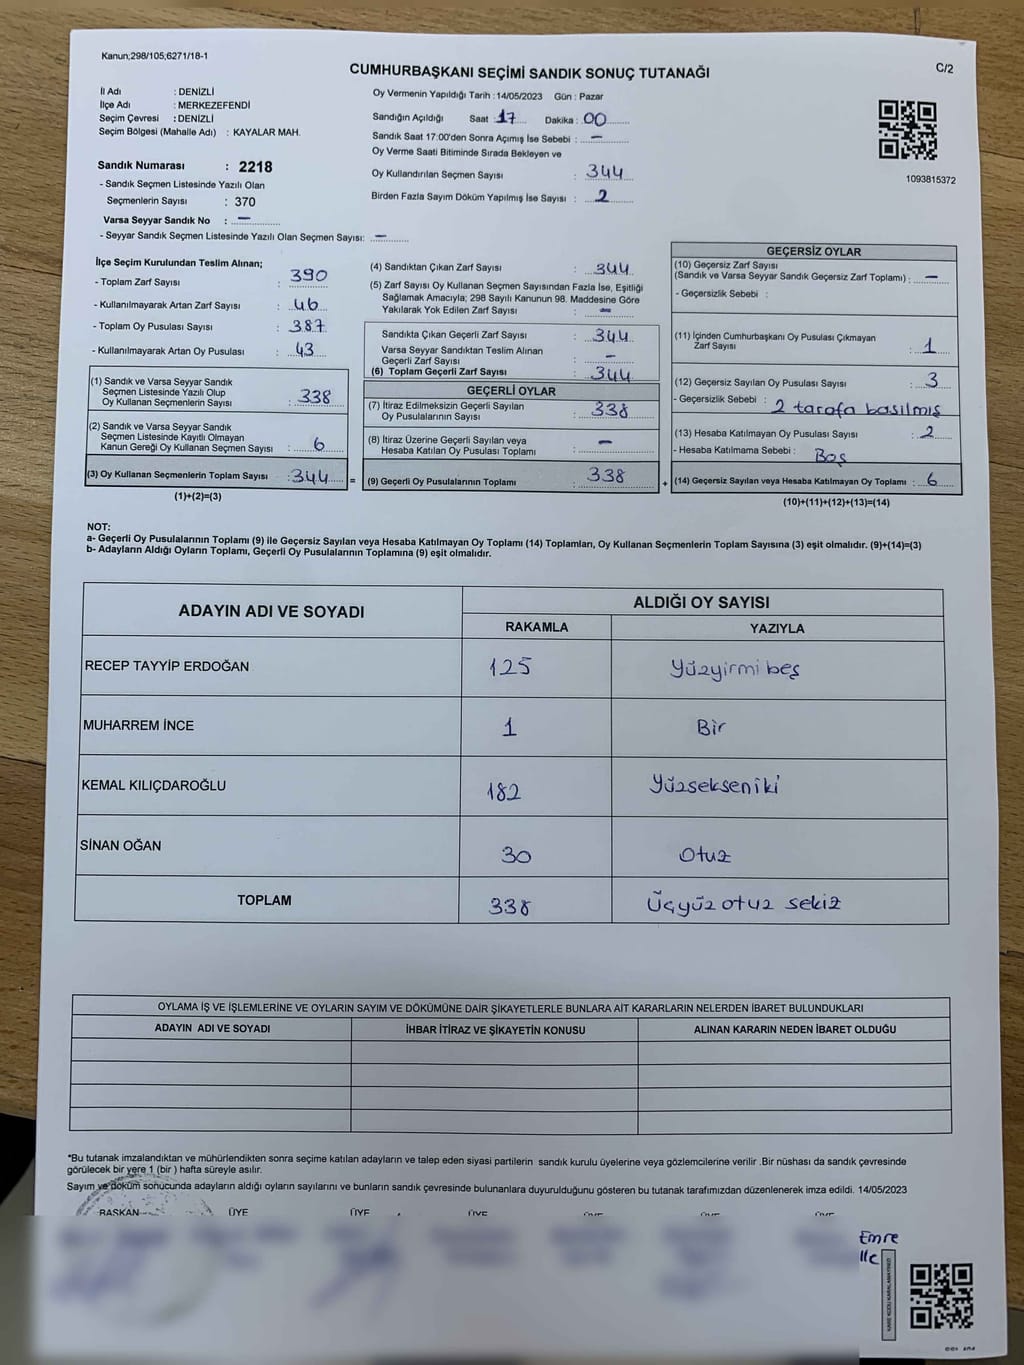 Kanun;298/105;6271/18-1
CUMHURBAŞKANI SEÇİMİ SANDIK SONUÇ TUTANAĞI
C/2
İl Adı : DENİZLİ
İlçe Adı : MERKEZEFENDİ
Seçim Çevresi : DENİZLİ
Seçim Bölgesi (Mahalle Adı) : KAYALAR MAH.
Sandık Numarası : 2218
- Sandık Seçmen Listesinde Yazılı Olan
Seçmenlerin Sayısı : 370
Varsa Seyyar Sandık No : –
- Seyyar Sandık Seçmen Listesinde Yazılı Olan Seçmen Sayısı: –
Oy Vermenin Yapıldığı Tarih : 14/05/2023 Gün : Pazar
Sandığın Açıldığı Saat : 17 Dakika : 00
Sandık Saat 17:00'den Sonra Açımış İse Sebebi : –
Oy Verme Saati Bitiminde Sırada Bekleyen ve
Oy Kullandırılan Seçmen Sayısı : 344
Birden Fazla Sayım Döküm Yapılmış İse Sayısı : 2
1093815372
İlçe Seçim Kurulundan Teslim Alınan;
- Toplam Zarf Sayısı : 390
- Kullanılmayarak Artan Zarf Sayısı : 46
- Toplam Oy Pusulası Sayısı : 387
- Kullanılmayarak Artan Oy Pusulası : 43
(1) Sandık ve Varsa Seyyar Sandık
Seçmen Listesinde Yazılı Olup
Oy Kullanan Seçmenlerin Sayısı : 338
(2) Sandık ve Varsa Seyyar Sandık
Seçmen Listesinde Kayıtlı Olmayan
Kanun Gereği Oy Kullanan Seçmen Sayısı : 6
(3) Oy Kullanan Seçmenlerin Toplam Sayısı : 344 =
(1)+(2)=(3)
(4) Sandıktan Çıkan Zarf Sayısı : 344
(5) Zarf Sayısı Oy Kullanan Seçmen Sayısından Fazla İse, Eşitliği
Sağlamak Amacıyla; 298 Sayılı Kanunun 98. Maddesine Göre
Yakılarak Yok Edilen Zarf Sayısı : –
Sandıkta Çıkan Geçerli Zarf Sayısı : 344
Varsa Seyyar Sandıktan Teslim Alınan
Geçerli Zarf Sayısı : –
(6) Toplam Geçerli Zarf Sayısı : 344
GEÇERLİ OYLAR
(7) İtiraz Edilmeksizin Geçerli Sayılan
Oy Pusulalarının Sayısı : 338
(8) İtiraz Üzerine Geçerli Sayılan veya
Hesaba Katılan Oy Pusulası Toplamı : –
(9) Geçerli Oy Pusulalarının Toplamı : 338 +
GEÇERSİZ OYLAR
(10) Geçersiz Zarf Sayısı
(Sandık ve Varsa Seyyar Sandık Geçersiz Zarf Toplamı) : –
- Geçersizlik Sebebi :
(11) İçinden Cumhurbaşkanı Oy Pusulası Çıkmayan
Zarf Sayısı : 1
(12) Geçersiz Sayılan Oy Pusulası Sayısı : 3
- Geçersizlik Sebebi : 2 tarafa basılmış
(13) Hesaba Katılmayan Oy Pusulası Sayısı : 2
- Hesaba Katılmama Sebebi : Boş
(14) Geçersiz Sayılan veya Hesaba Katılmayan Oy Toplamı : 6
(10)+(11)+(12)+(13)=(14)
NOT:
a- Geçerli Oy Pusulalarının Toplamı (9) ile Geçersiz Sayılan veya Hesaba Katılmayan Oy Toplamı (14) Toplamları, Oy Kullanan Seçmenlerin Toplam Sayısına (3) eşit olmalıdır. (9)+(14)=(3)
b- Adayların Aldığı Oyların Toplamı, Geçerli Oy Pusulalarının Toplamına (9) eşit olmalıdır.
ADAYIN ADI VE SOYADI
ALDIĞI OY SAYISI
RAKAMLA YAZIYLA
RECEP TAYYİP ERDOĞAN 125 Yüzyirmi beş
MUHARREM İNCE 1 Bir
KEMAL KILIÇDAROĞLU 182 Yüzsekseniki
SİNAN OĞAN 30 Otuz
TOPLAM 338 Üçyüz otuz sekiz
OYLAMA İŞ VE İŞLEMLERİNE VE OYLARIN SAYIM VE DÖKÜMÜNE DAİR ŞİKAYETLERLE BUNLARA AİT KARARLARIN NELERDEN İBARET BULUNDUKLARI
ADAYIN ADI VE SOYADI İHBAR İTİRAZ VE ŞİKAYETİN KONUSU ALINAN KARARIN NEDEN İBARET OLDUĞU
*Bu tutanak imzalandıktan ve mühürlendikten sonra seçime katılan adayların ve talep eden siyasi partilerin sandık kurulu üyelerine veya gözlemcilerine verilir .Bir nüshası da sandık çevresinde
görülecek bir yere 1 (bir ) hafta süreyle asılır.
Sayım ve döküm sonucunda adayların aldığı oyların sayılarını ve bunların sandık çevresinde bulunanlara duyurulduğunu gösteren bu tutanak tarafımızdan düzenlenerek imza edildi. 14/05/2023
BAŞKAN ÜYE ÜYE ÜYE ÜYE ÜYE ÜYE
Emre